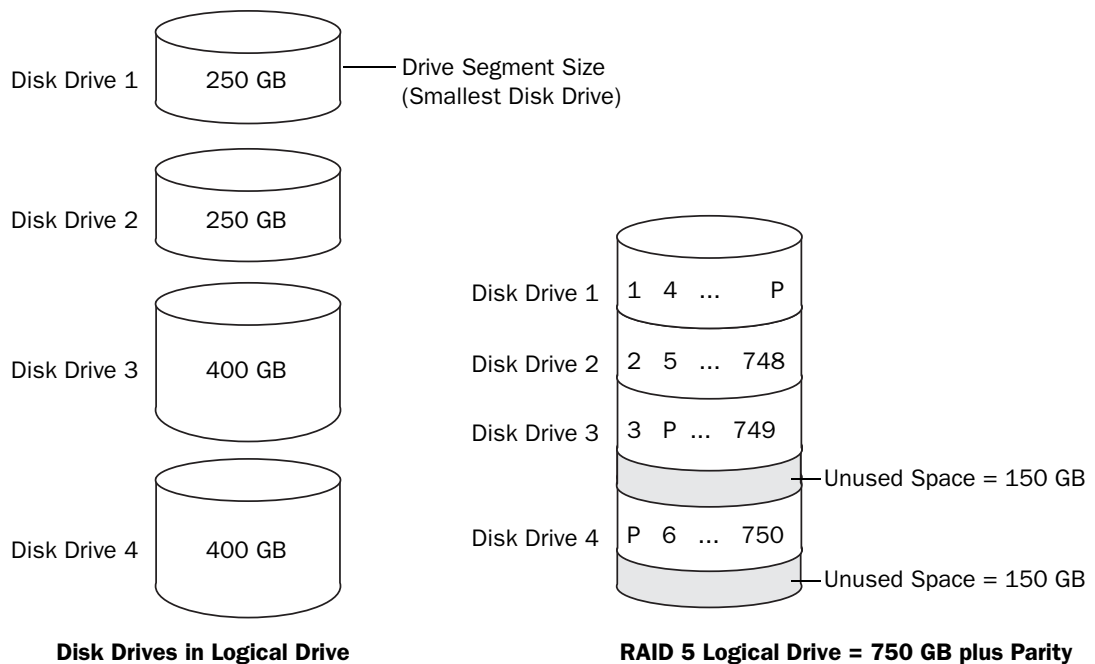 Disk Drive 1
250 GB
Drive Segment Size
(Smallest Disk Drive)
Disk Drive 2
250 GB
Disk Drive 3
400 GB
Disk Drive 4
400 GB
Disk Drives in Logical Drive
Disk Drive 1
1 4 ... P
Disk Drive 2
2 5 ... 748
Disk Drive 3
3 P ... 749
Unused Space = 150 GB
Disk Drive 4
P 6 ... 750
Unused Space = 150 GB
RAID 5 Logical Drive = 750 GB plus Parity